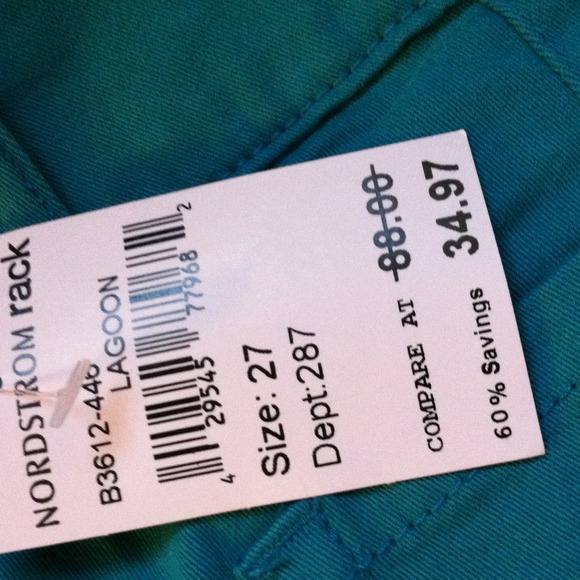 NORDSTROM rack
B3612-446
LAGOON
4 29545 77968 2
Size: 27
Dept:287
COMPARE AT 88.00
34.97
60% Savings